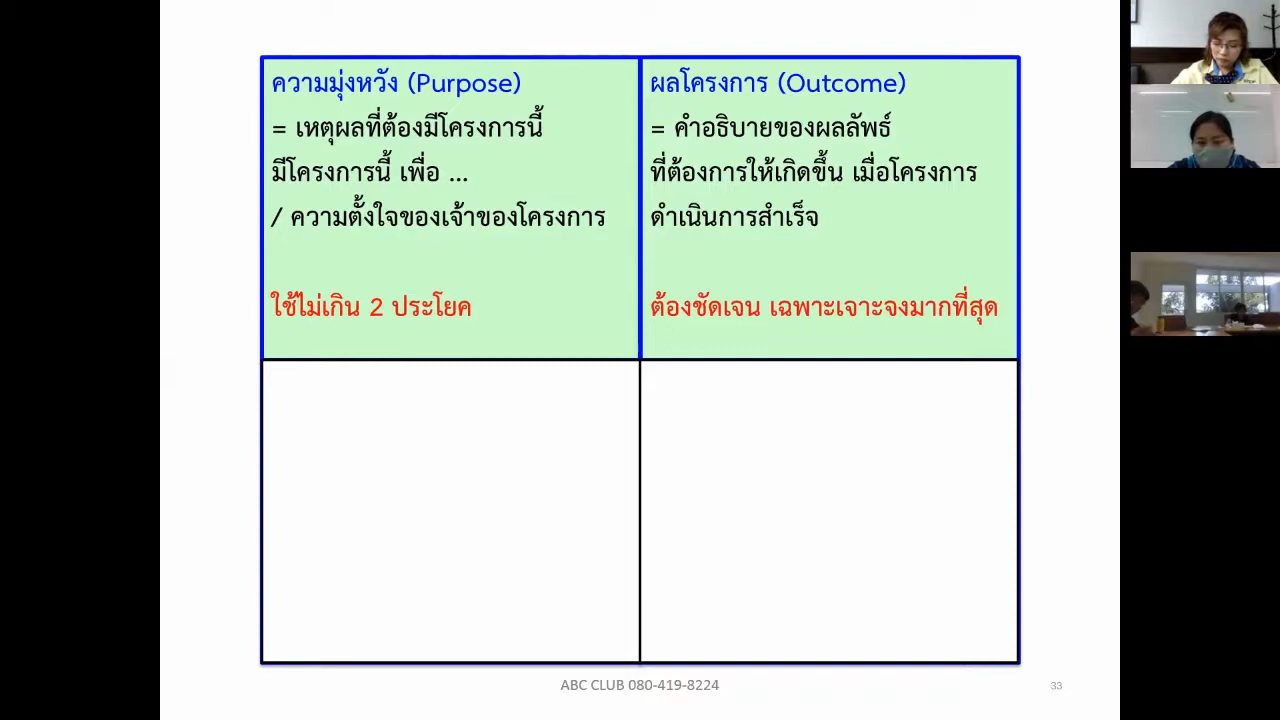 ความมุ่งหวัง (Purpose)
= เหตุผลที่ต้องมีโครงการนี้
มีโครงการนี้ เพื่อ ...
/ ความตั้งใจของเจ้าของโครงการ
ใช้ไม่เกิน 2 ประโยค
ผลโครงการ (Outcome)
= คำอธิบายของผลลัพธ์
ที่ต้องการให้เกิดขึ้น เมื่อโครงการ
ดำเนินการสำเร็จ
ต้องชัดเจน เฉพาะเจาะจงมากที่สุด
ABC CLUB 080-419-8224
33